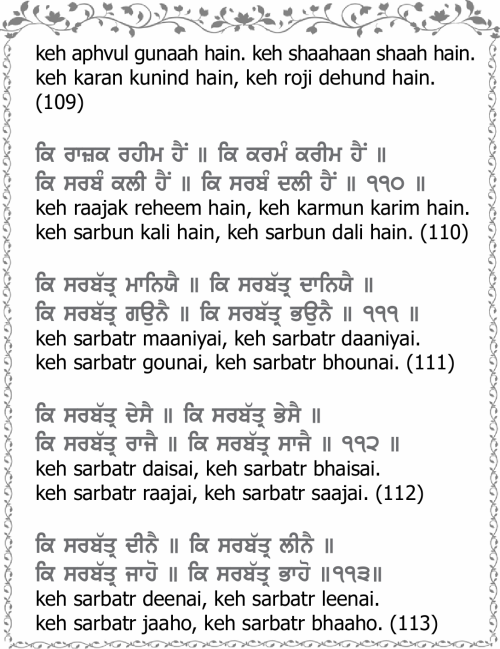 keh aphvul gunaah hain. keh shaahaan shaah hain.
keh karan kunind hain, keh roji dehund hain.
(109)
ਕਿ ਰਾਜ਼ਕ ਰਹੀਮ ਹੈਂ ॥ ਕਿ ਕਰਮੰ ਕਰੀਮ ਹੈਂ ॥
ਕਿ ਸਰਬੰ ਕਲੀ ਹੈਂ ॥ ਕਿ ਸਰਬੰ ਦਲੀ ਹੈਂ ॥ ੧੧੦ ॥
keh raajak reheem hain, keh karmun karim hain.
keh sarbun kali hain, keh sarbun dali hain. (110)
ਕਿ ਸਰਬੱਤ੍ਰ ਮਾਨਿਯੈ ॥ ਕਿ ਸਰਬੱਤ੍ਰ ਦਾਨਿਯੈ ॥
ਕਿ ਸਰਬੱਤ੍ਰ ਗਉਨੈ ॥ ਕਿ ਸਰਬੱਤ੍ਰ ਭਉਨੈ ॥ ੧੧੧ ॥
keh sarbatr maaniyai, keh sarbatr daaniyai.
keh sarbatr gounai, keh sarbatr bhounai. (111)
ਕਿ ਸਰਬੱਤ੍ਰ ਦੇਸੈ ॥ ਕਿ ਸਰਬੱਤ੍ਰ ਭੇਸੈ ॥
ਕਿ ਸਰਬੱਤ੍ਰ ਰਾਜੈ ॥ ਕਿ ਸਰਬੱਤ੍ਰ ਸਾਜੈ ॥ ੧੧੨ ॥
keh sarbatr daisai, keh sarbatr bhaisai.
keh sarbatr raajai, keh sarbatr saajai. (112)
ਕਿ ਸਰਬੱਤ੍ਰ ਦੀਨੈ ॥ ਕਿ ਸਰਬੱਤ੍ਰ ਲੀਨੈ ॥
ਕਿ ਸਰਬੱਤ੍ਰ ਜਾਹੋ ॥ ਕਿ ਸਰਬੱਤ੍ਰ ਭਾਹੋ ॥੧੧੩॥
keh sarbatr deenai, keh sarbatr leenai.
keh sarbatr jaaho, keh sarbatr bhaaho. (113)